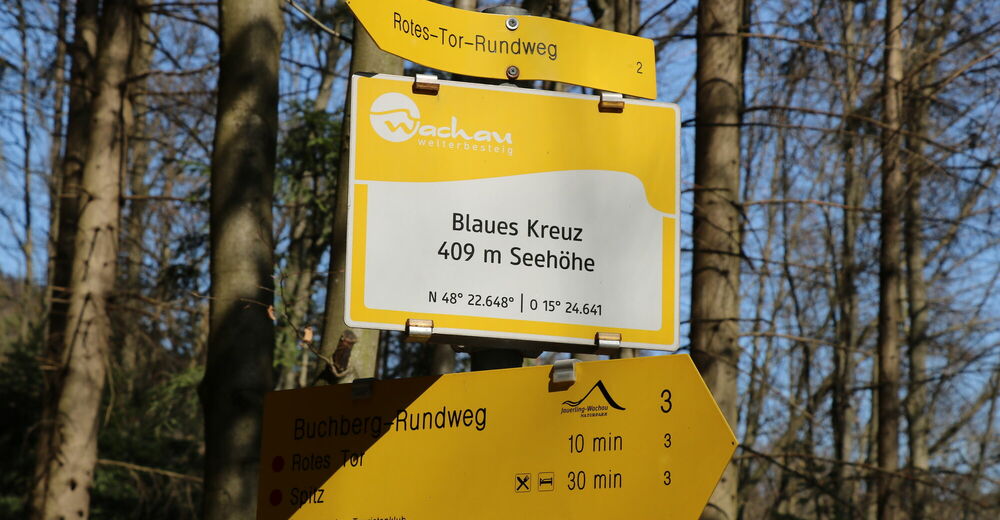 Rotes-Tor-Rundweg 2
Wachau
welterbesteig
Blaues Kreuz
409 m Seehöhe
N 48° 22.648° | O 15° 24.641
Jauerling-Wachau
NATURPARK
Buchberg-Rundweg 3
Rotes Tor 10 min 3
Spitz 30 min 3